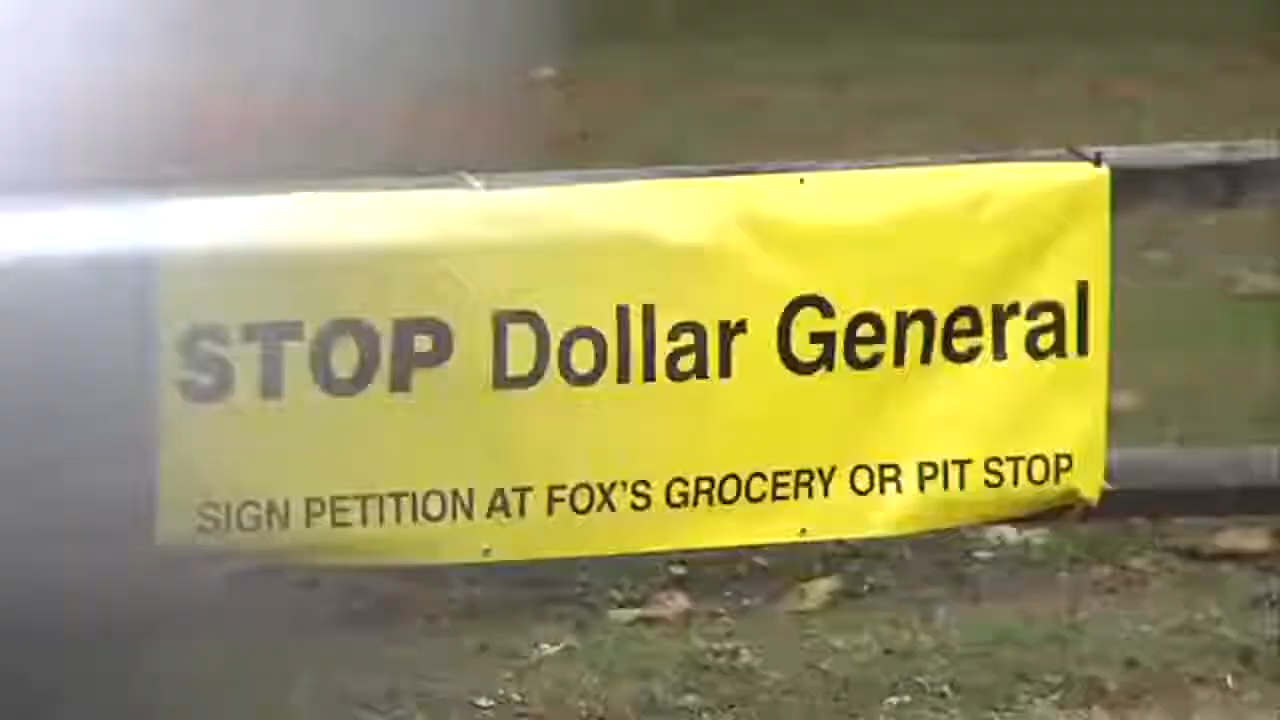 STOP Dollar General
SIGN PETITION AT FOX'S GROCERY OR PIT STOP